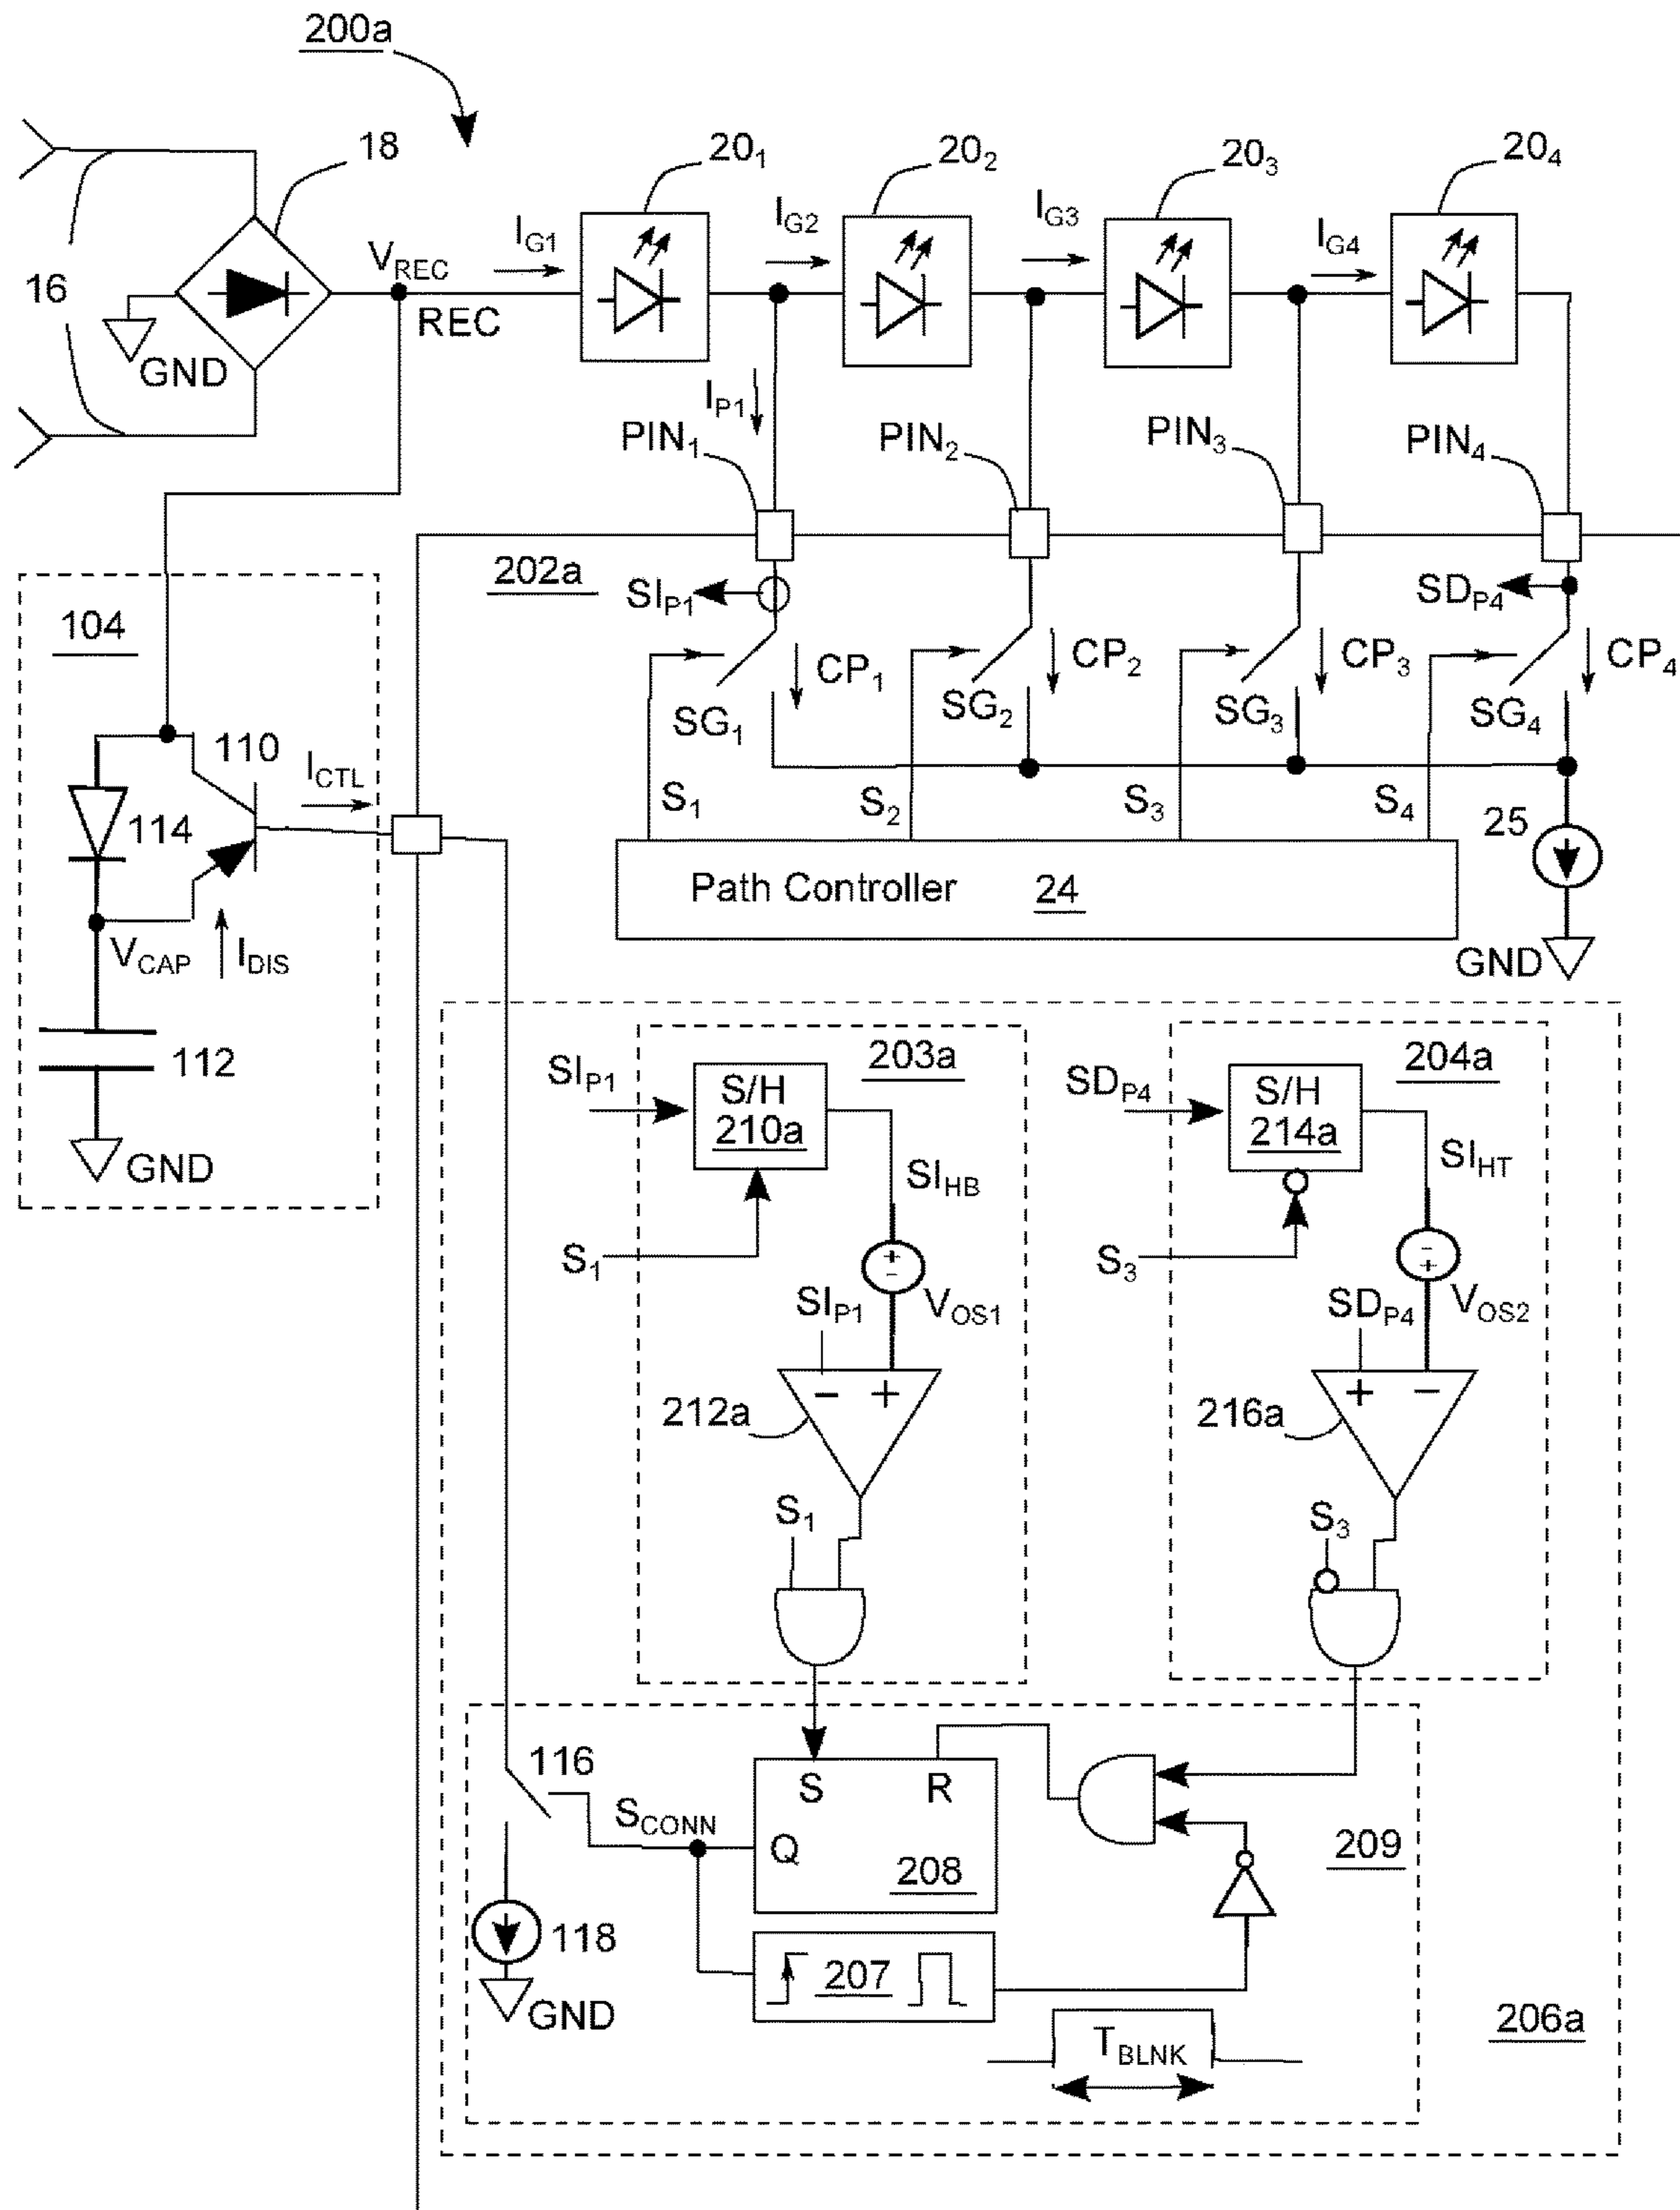 200a
18
20₁
20₂
20₃
20₄
16
V_REC
I_G1
I_G2
I_G3
I_G4
REC
GND
I_P1
PIN₁
PIN₂
PIN₃
PIN₄
202a
SI_P1
SD_P4
104
CP₁
CP₂
CP₃
CP₄
SG₁
SG₂
SG₃
SG₄
110
I_CTL
114
S₁
S₂
S₃
S₄
25
Path Controller 24
V_CAP
I_DIS
GND
112
GND
203a
204a
SI_P1
S/H
210a
SD_P4
S/H
214a
SI_HB
SI_HT
S₁
S₃
+
-
-
+
SI_P1
V_OS1
SD_P4
V_OS2
- +
+ -
212a
216a
S₁
S₃
116
S R
S_CONN
Q
208
209
118
207
GND
T_BLNK
206a